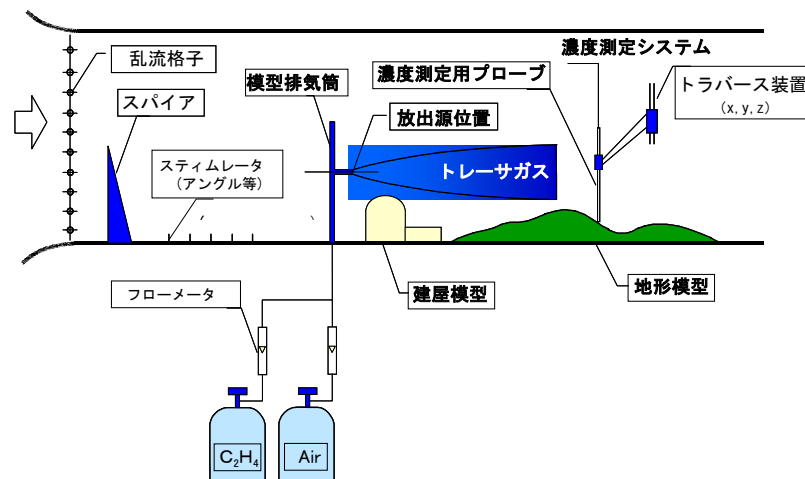 乱流格子
スパイア
スティムレータ
（アングル等）
模型排気筒
放出源位置
濃度測定用プローブ
濃度測定システム
トラバース装置
(x, y, z)
トレーサガス
フローメータ
建屋模型
地形模型
C₂H₄
Air